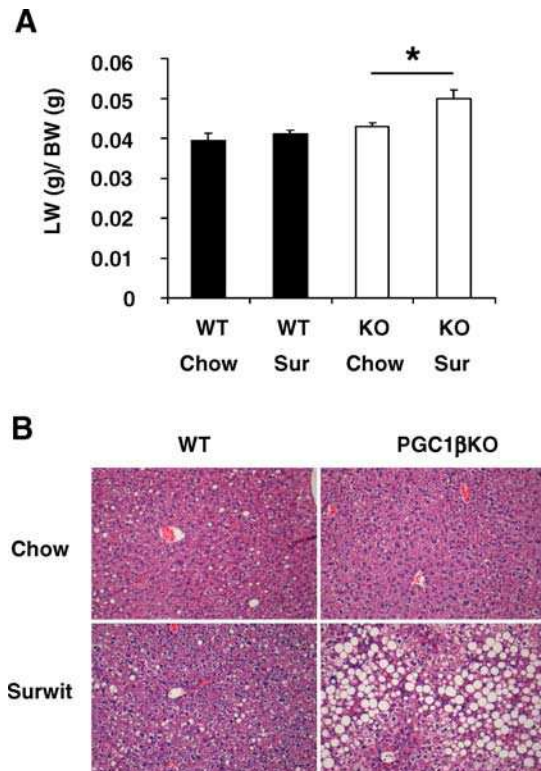 A
LW (g)/ BW (g)
0.06
0.05
0.04
0.03
0.02
0.01
0
*
WT WT KO KO
Chow Sur Chow Sur
B
WT PGC1βKO
Chow
Surwit